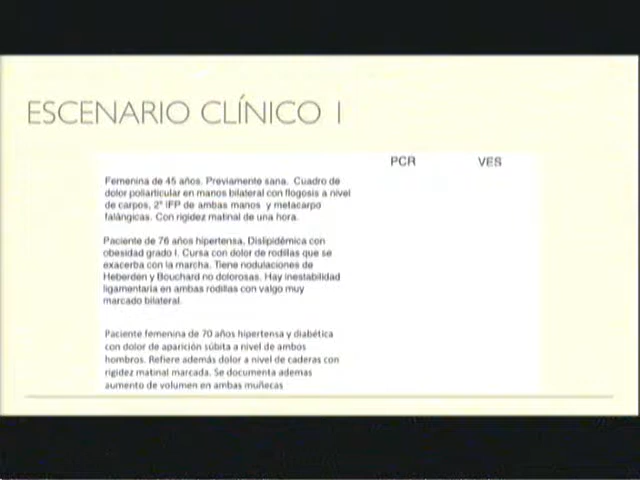 ESCENARIO CLÍNICO I
PCR VES
Femenina de 45 años. Previamente sana. Cuadro de
dolor poliarticular en manos bilateral con flogosis a nivel
de carpos, 2° IFP de ambas manos y metacarpo
falángicas. Con rigidez matinal de una hora.
Paciente de 76 años hipertensa. Dislipidémica con
obesidad grado I. Cursa con dolor de rodillas que se
exacerba con la marcha. Tiene nodulaciones de
Heberden y Bouchard no dolorosas. Hay inestabilidad
ligamentaria en ambas rodillas con valgo muy
marcado bilateral.
Paciente femenina de 70 años hipertensa y diabética
con dolor de aparición súbita a nivel de ambos
hombros. Refiere además dolor a nivel de caderas con
rigidez matinal marcada. Se documenta ademas
aumento de volumen en ambas muñecas